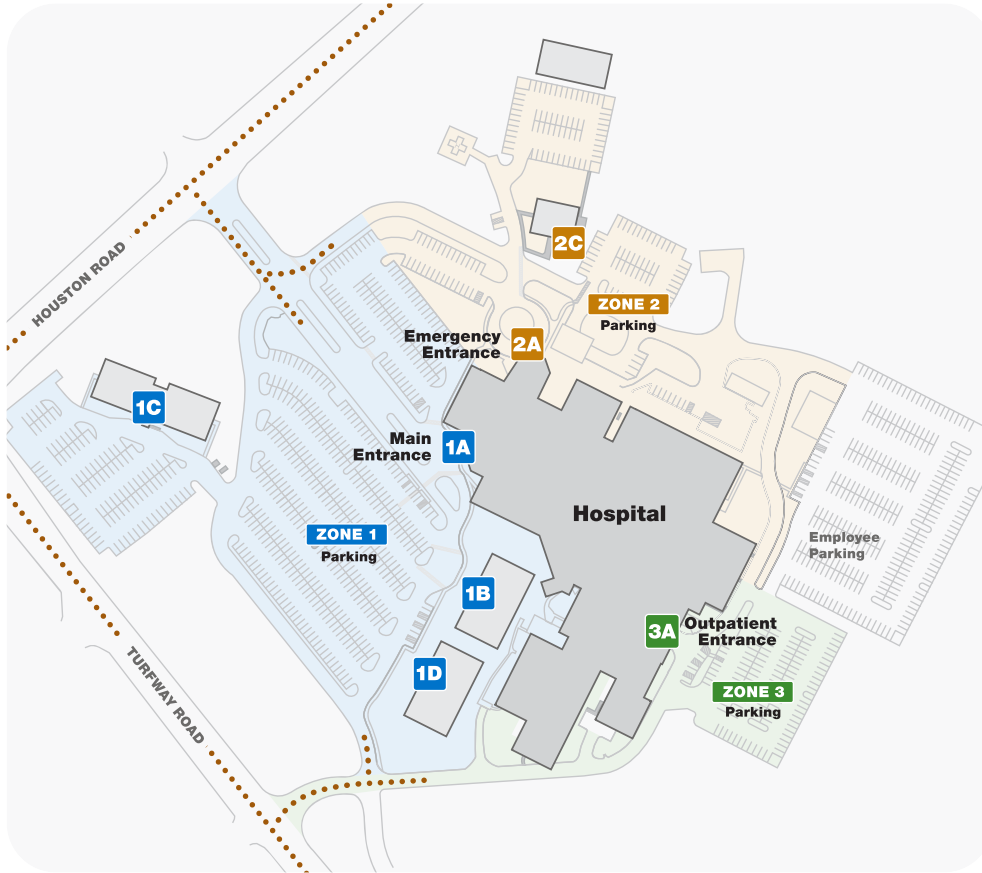 2C
ZONE 2
Parking
HOUSTON ROAD
Emergency
Entrance
2A
1C
Main
Entrance
1A
Hospital
ZONE 1
Parking
Employee
Parking
1B
3A
Outpatient
Entrance
1D
ZONE 3
Parking
TURFWAY ROAD